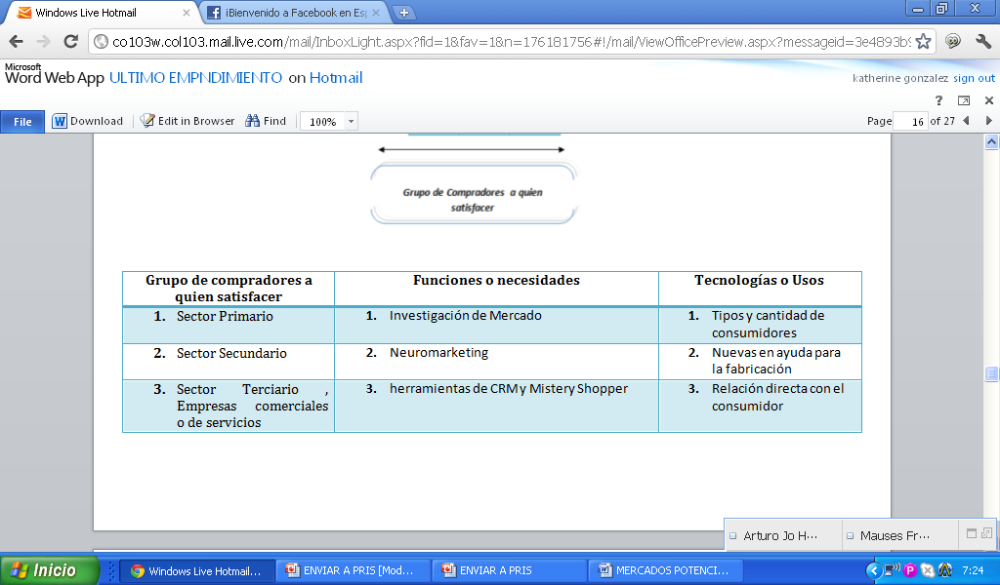 Windows Live Hotmail
¡Bienvenido a Facebook en Es
co103w.col103.mail.live.com/mail/InboxLight.aspx?fid=1&fav=1&n=176181756#!/mail/ViewOfficePreview.aspx?messageid=3e4893b9
Microsoft
Word Web App ULTIMO EMPNDIMIENTO on Hotmail
katherine gonzalez sign out
File Download Edit in Browser Find 100% Page 16 of 27
Grupo de Compradores a quien
satisfacer
Grupo de compradores a
quien satisfacer
Funciones o necesidades
Tecnologías o Usos
1. Sector Primario
1. Investigación de Mercado
1. Tipos y cantidad de
consumidores
2. Sector Secundario
2. Neuromarketing
2. Nuevas en ayuda para
la fabricación
3. Sector Terciario ,
Empresas comerciales
o de servicios
3. herramientas de CRM y Mistery Shopper
3. Relación directa con el
consumidor
Arturo Jo H... Mauses Fr...
Inicio Windows Live Hotmail... ENVIAR A PRIS [Mod... ENVIAR A PRIS MERCADOS POTENCI... 7:24